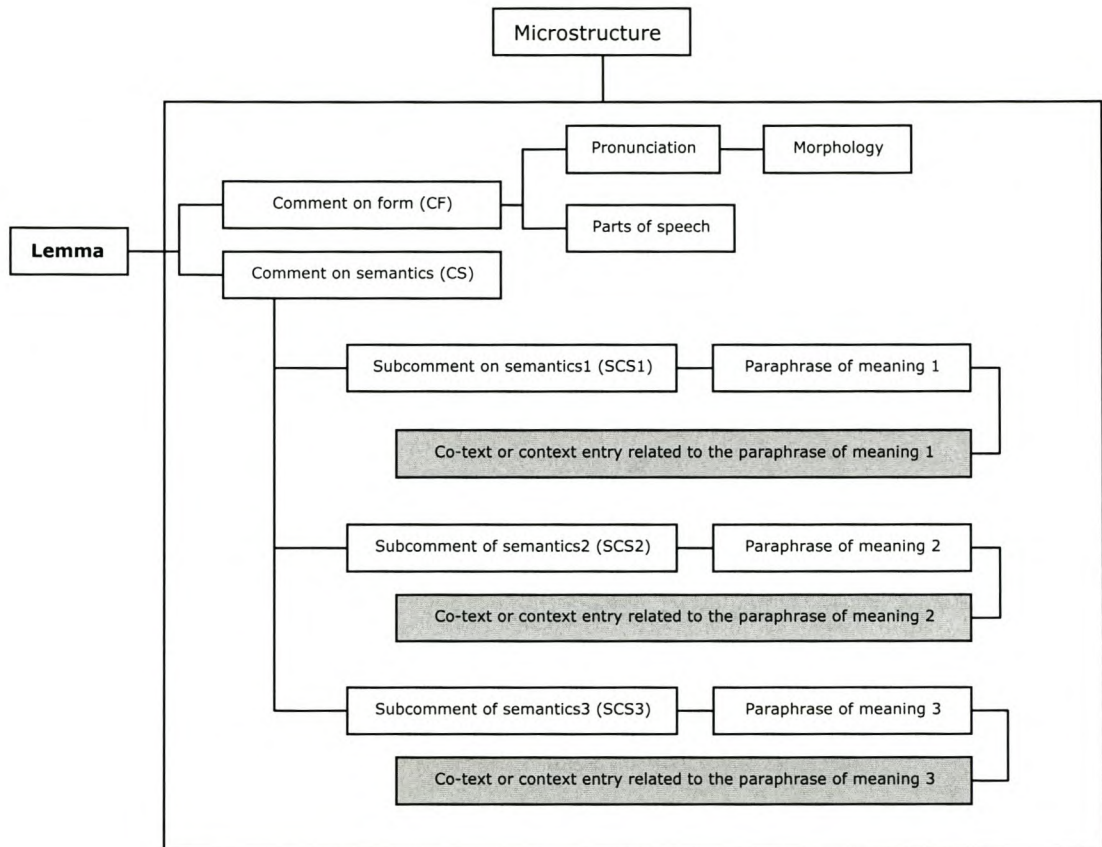 Microstructure
Pronunciation
Morphology
Comment on form (CF)
Parts of speech
Lemma
Comment on semantics (CS)
Subcomment on semantics1 (SCS1)
Paraphrase of meaning 1
Co-text or context entry related to the paraphrase of meaning 1
Subcomment of semantics2 (SCS2)
Paraphrase of meaning 2
Co-text or context entry related to the paraphrase of meaning 2
Subcomment of semantics3 (SCS3)
Paraphrase of meaning 3
Co-text or context entry related to the paraphrase of meaning 3